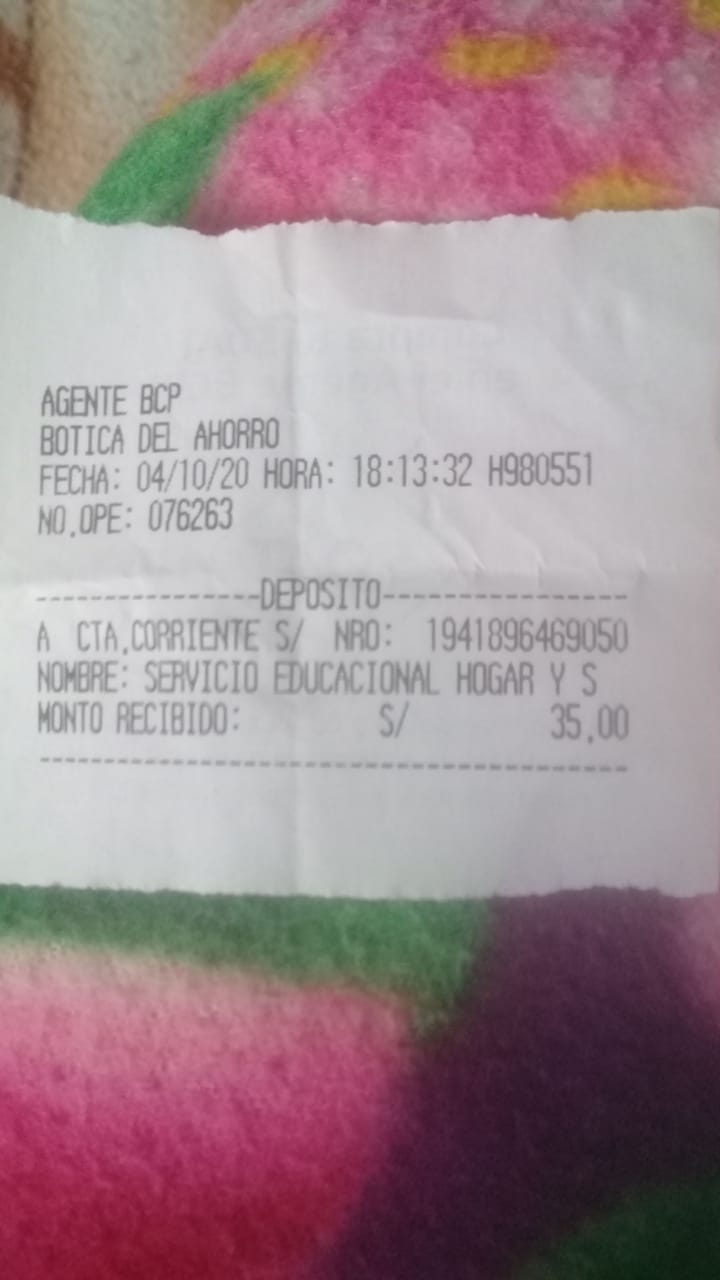 AGENTE BCP
BOTICA DEL AHORRO
FECHA: 04/10/20 HORA: 18:13:32 H980551
NO.OPE: 076263
---------------DEPOSITO----------------
A CTA.CORRIENTE S/ NRO: 1941896469050
NOMBRE: SERVICIO EDUCACIONAL HOGAR Y S
MONTO RECIBIDO: S/ 35.00
---------------------------------------